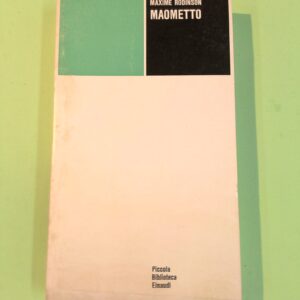 MAXIME RODINSON
MAOMETTO
Piccola
Biblioteca
Einaudi